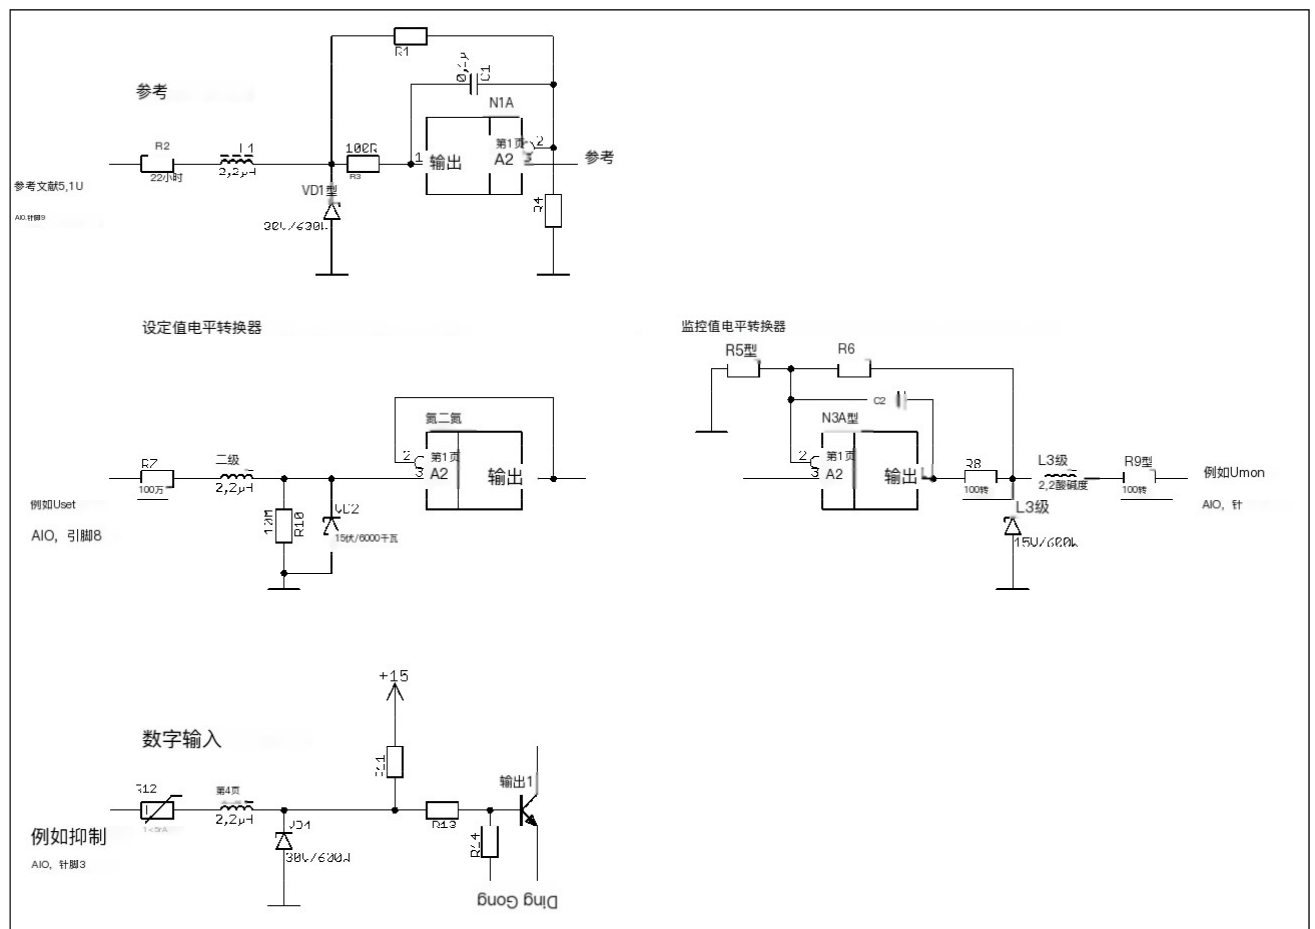 R1
参考
C1
N1A
R2
L1
100R
1
输出
第1页
A2
2
3
参考
22小时
2,2µH
R3
参考文献5,1U
VD1型
AIO.针脚9
R4
设定值电平转换器
监控值电平转换器
R5型
R6
C2
氮二氮
N3A型
R7
二级
2
第1页
3
A2
输出
2
第1页
3
A2
输出
R8
L3级
R9型
例如Umon
100万
2,2µH
100转
2,2酸碱度
100转
例如Uset
AIO，针
AIO，引脚8
10M
R10
VD2
15伏/6000千瓦
L3级
15V/600W
+15
数字输入
R12
第4页
输出1
2,2µH
R13
R14
例如抑制
VD4
30V/600W
AIO，针脚3
Ding Gong